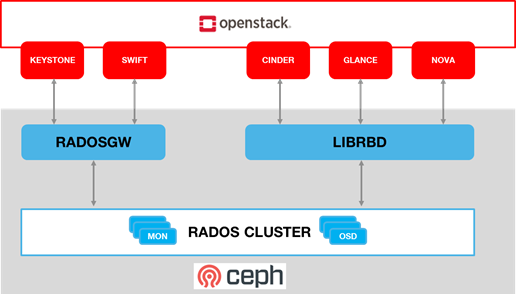 openstack.
KEYSTONE SWIFT CINDER GLANCE NOVA
RADOSGW LIBRBD
MON RADOS CLUSTER OSD
ceph